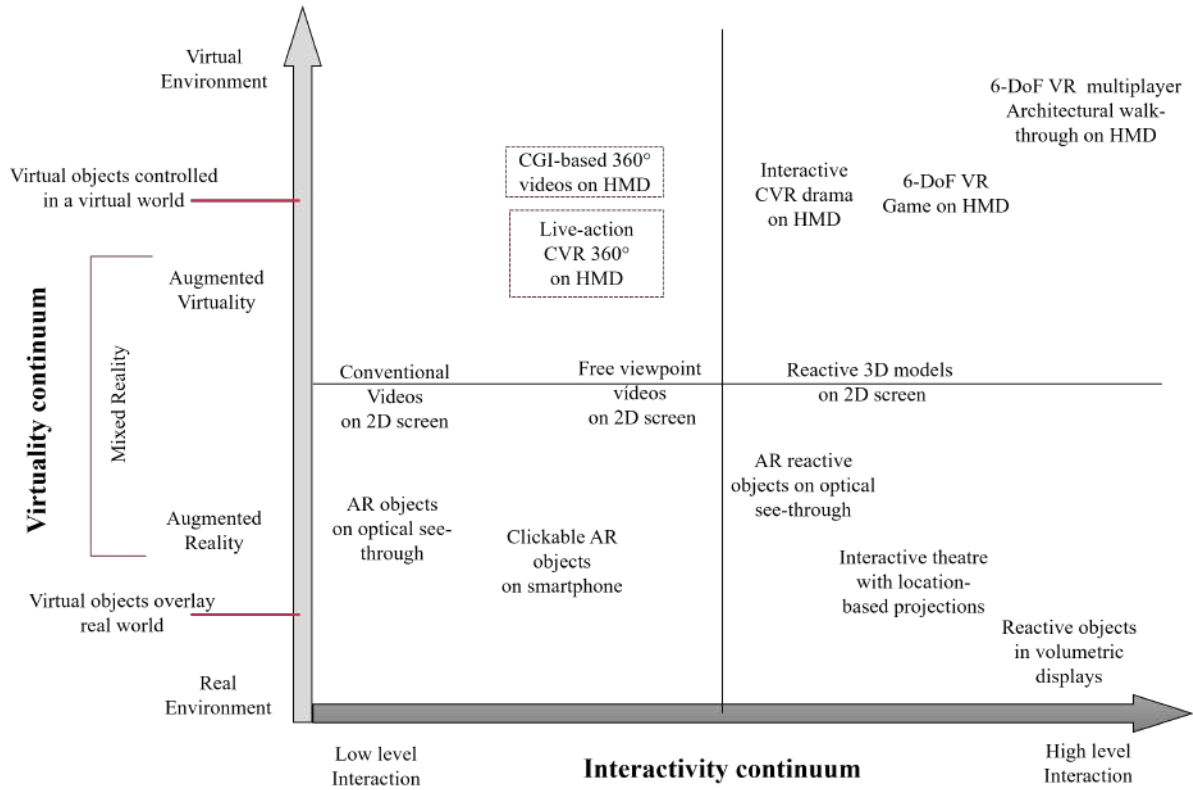 Virtual
Environment
6-DoF VR  multiplayer
Architectural walk-
through on HMD
CGI-based 360°
videos on HMD
Interactive
CVR drama
on HMD
6-DoF VR
Game on HMD
Virtual objects controlled
in a virtual world
Live-action
CVR 360°
on HMD
Augmented
Virtuality
Virtuality continuum
Mixed Reality
Conventional
Videos
on 2D screen
Free viewpoint
vídeos
on 2D screen
Reactive 3D models
on 2D screen
AR reactive
objects on optical
see-through
Augmented
Reality
AR objects
on optical see-
through
Clickable AR
objects
on smartphone
Interactive theatre
with location-
based projections
Virtual objects overlay
real world
Reactive objects
in volumetric
displays
Real
Environment
Low level
Interaction
Interactivity continuum
High level
Interaction